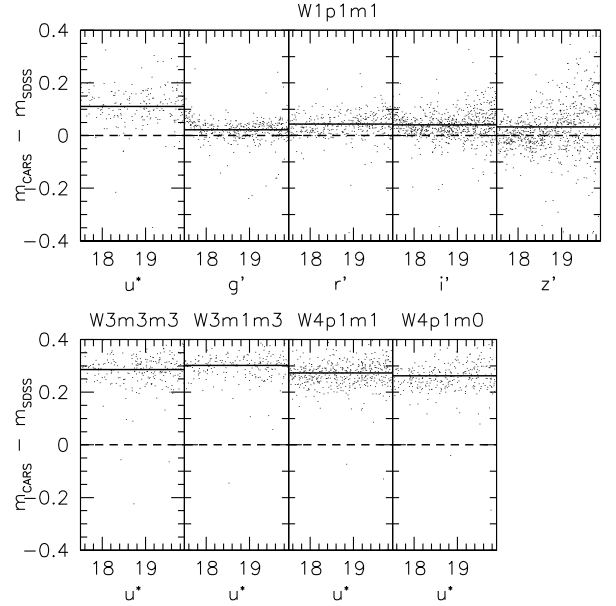 W1p1m1
0.4
0.2
0
−0.2
−0.4
m_CARS − m_SDSS
18 19 18 19 18 19 18 19 18 19
u* g' r' i' z'
W3m3m3 W3m1m3 W4p1m1 W4p1m0
0.4
0.2
0
−0.2
−0.4
m_CARS − m_SDSS
18 19 18 19 18 19 18 19
u* u* u* u*